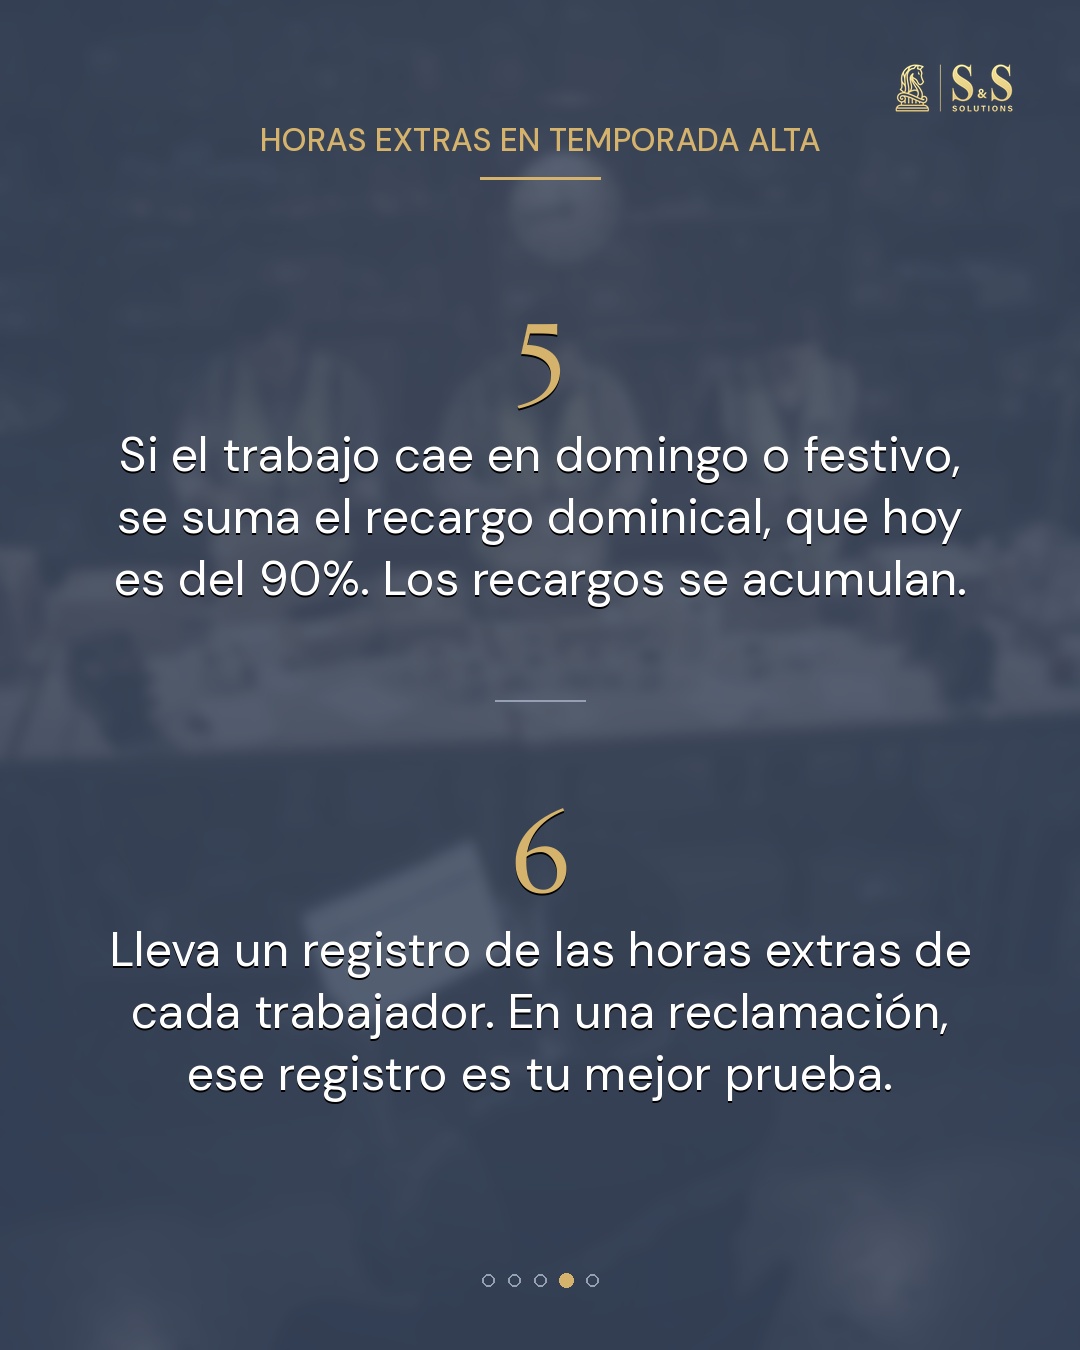 S&S
SOLUTIONS
HORAS EXTRAS EN TEMPORADA ALTA
5
Si el trabajo cae en domingo o festivo,
se suma el recargo dominical, que hoy
es del 90%. Los recargos se acumulan.
6
Lleva un registro de las horas extras de
cada trabajador. En una reclamación,
ese registro es tu mejor prueba.